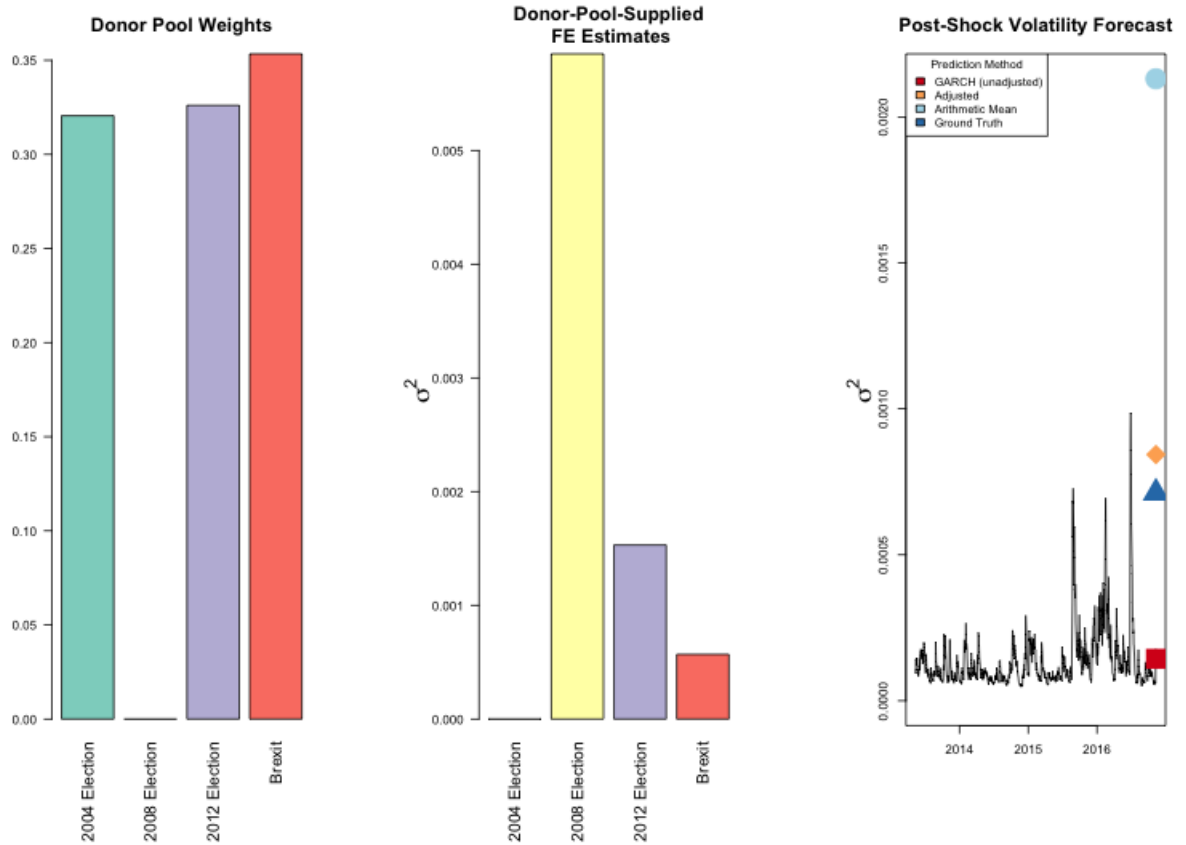 Donor Pool Weights
0.35
0.30
0.25
0.20
0.15
0.10
0.05
0.00
2004 Election
2008 Election
2012 Election
Brexit
Donor-Pool-Supplied
FE Estimates
σ²
0.005
0.004
0.003
0.002
0.001
0.000
2004 Election
2008 Election
2012 Election
Brexit
Post-Shock Volatility Forecast
Prediction Method
GARCH (unadjusted)
Adjusted
Arithmetic Mean
Ground Truth
σ²
0.0020
0.0015
0.0010
0.0005
0.0000
2014
2015
2016